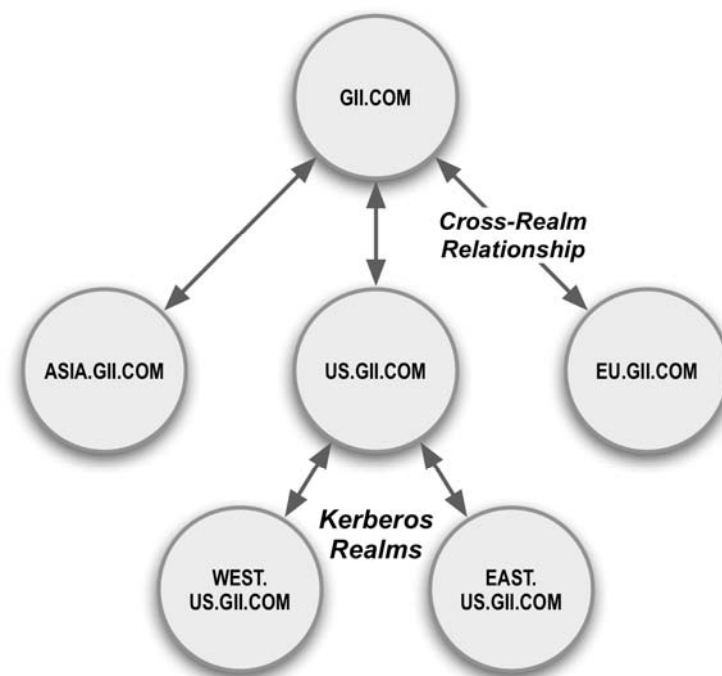 GII.COM
Cross-Realm
Relationship
ASIA.GII.COM
US.GII.COM
EU.GII.COM
Kerberos
Realms
WEST.
US.GII.COM
EAST.
US.GII.COM